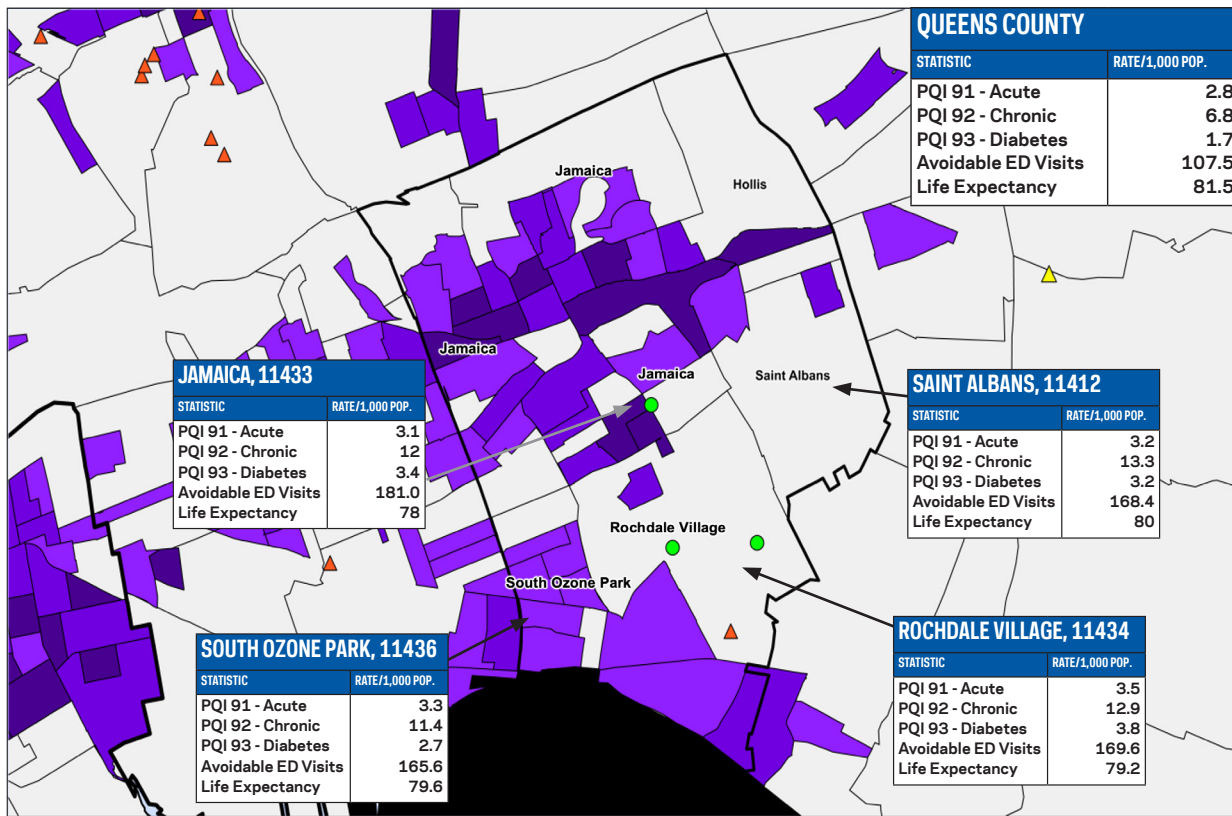 QUEENS COUNTY
STATISTIC RATE/1,000 POP.
PQI 91 - Acute 2.8
PQI 92 - Chronic 6.8
PQI 93 - Diabetes 1.7
Avoidable ED Visits 107.5
Life Expectancy 81.5
Jamaica
Hollis
Jamaica
Jamaica
Saint Albans
JAMAICA, 11433
STATISTIC RATE/1,000 POP.
PQI 91 - Acute 3.1
PQI 92 - Chronic 12
PQI 93 - Diabetes 3.4
Avoidable ED Visits 181.0
Life Expectancy 78
SAINT ALBANS, 11412
STATISTIC RATE/1,000 POP.
PQI 91 - Acute 3.2
PQI 92 - Chronic 13.3
PQI 93 - Diabetes 3.2
Avoidable ED Visits 168.4
Life Expectancy 80
Rochdale Village
South Ozone Park
SOUTH OZONE PARK, 11436
STATISTIC RATE/1,000 POP.
PQI 91 - Acute 3.3
PQI 92 - Chronic 11.4
PQI 93 - Diabetes 2.7
Avoidable ED Visits 165.6
Life Expectancy 79.6
ROCHDALE VILLAGE, 11434
STATISTIC RATE/1,000 POP.
PQI 91 - Acute 3.5
PQI 92 - Chronic 12.9
PQI 93 - Diabetes 3.8
Avoidable ED Visits 169.6
Life Expectancy 79.2